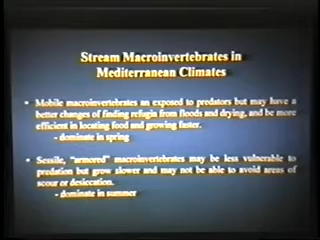 Stream Macroinvertebrates in
Mediterranean Climates
• Mobile macroinvertebrates an exposed to predators but may have a
better changes of finding refugia from floods and drying, and be more
efficient in locating food and growing faster.
- dominate in spring
• Sessile, "armored" macroinvertebrates may be less vulnerable to
predation but grow slower and may not be able to avoid areas of
scour or desiccation.
- dominate in summer